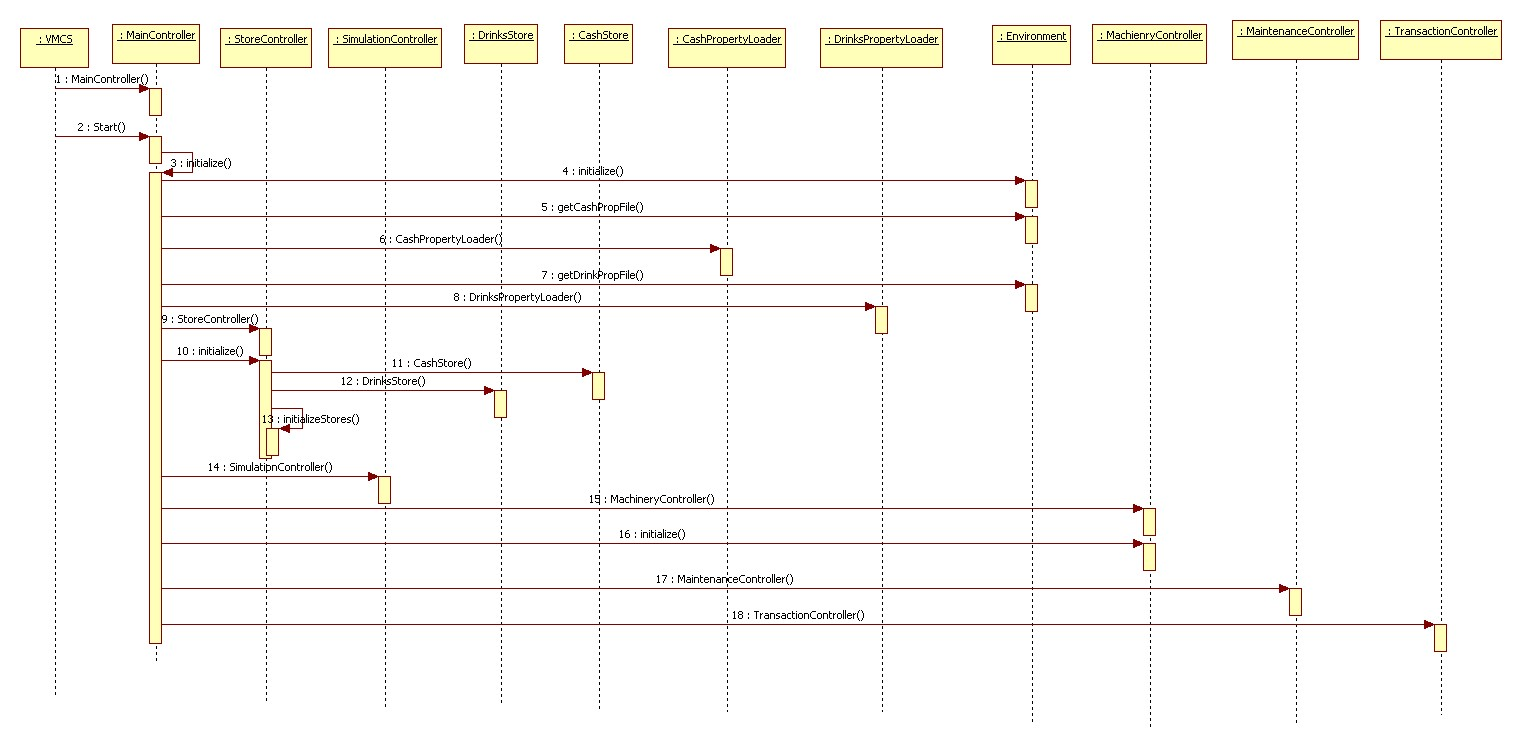 : VMCS
: MainController
: StoreController
: SimulationController
: DrinksStore
: CashStore
: CashPropertyLoader
: DrinksPropertyLoader
: Environment
: MachienryController
: MaintenanceController
: TransactionController
1 : MainController()
2 : Start()
3 : initialize()
4 : initialize()
5 : getCashPropFile()
6 : CashPropertyLoader()
7 : getDrinkPropFile()
8 : DrinksPropertyLoader()
9 : StoreController()
10 : initialize()
11 : CashStore()
12 : DrinksStore()
13 : initializeStores()
14 : SimulationController()
15 : MachineryController()
16 : initialize()
17 : MaintenanceController()
18 : TransactionController()